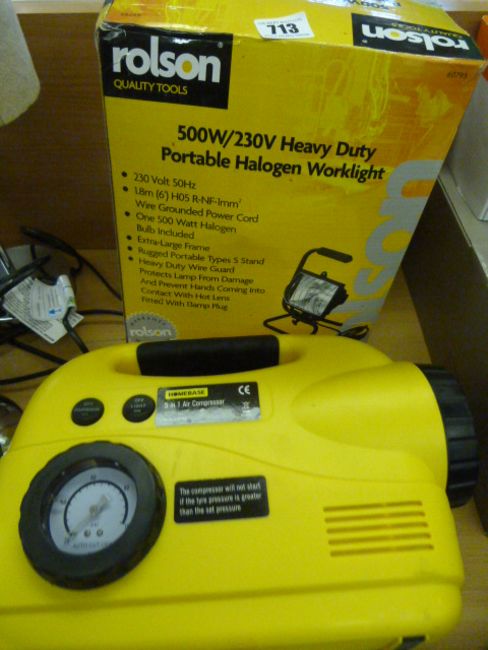 713
rolson
QUALITY TOOLS
rolson
500W/230V Heavy Duty
Portable Halogen Worklight
60793
• 230 Volt 50Hz
• 1.8m (6') H05 R-NF-1mm²
Wire Grounded Power Cord
• One 500 Watt Halogen
Bulb Included
• Extra-Large Frame
• Rugged Portable Types S Stand
• Heavy Duty Wire Guard
Protects Lamp From Damage
And Prevent Hands Coming Into
Contact With Hot Lens
Fitted With Damp Plug
rolson
HOMEBASE
5 in 1 Air Compressor
CE
The compressor will not start
if the tyre pressure is greater
than the set pressure